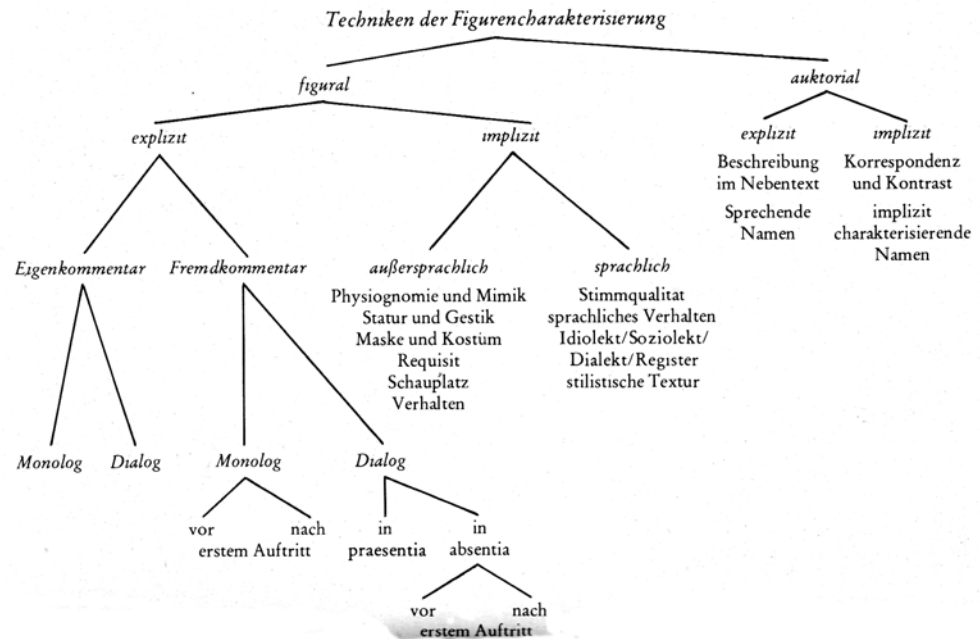 Techniken der Figurencharakterisierung
figural
auktorial
explizit
implizit
explizit
implizit
Beschreibung
im Nebentext
Sprechende
Namen
Korrespondenz
und Kontrast
implizit
charakterisierende
Namen
Eigenkommentar
Fremdkommentar
außersprachlich
Physiognomie und Mimik
Statur und Gestik
Maske und Kostüm
Requisit
Schauplatz
Verhalten
sprachlich
Stimmqualitat
sprachliches Verhalten
Idiolekt/Soziolekt/
Dialekt/Register
stilistische Textur
Monolog
Dialog
Monolog
Dialog
vor nach
erstem Auftritt
in
praesentia
in
absentia
vor nach
erstem Auftritt